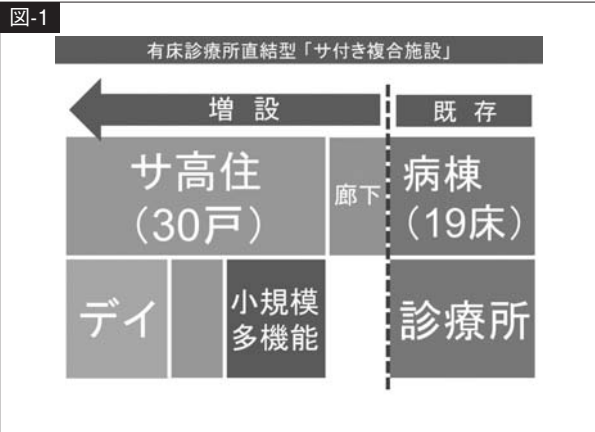 図-1
有床診療所直結型「サ付き複合施設」
増設
既存
サ高住
（30戸）
廊下
病棟
（19床）
デイ
小規模
多機能
診療所